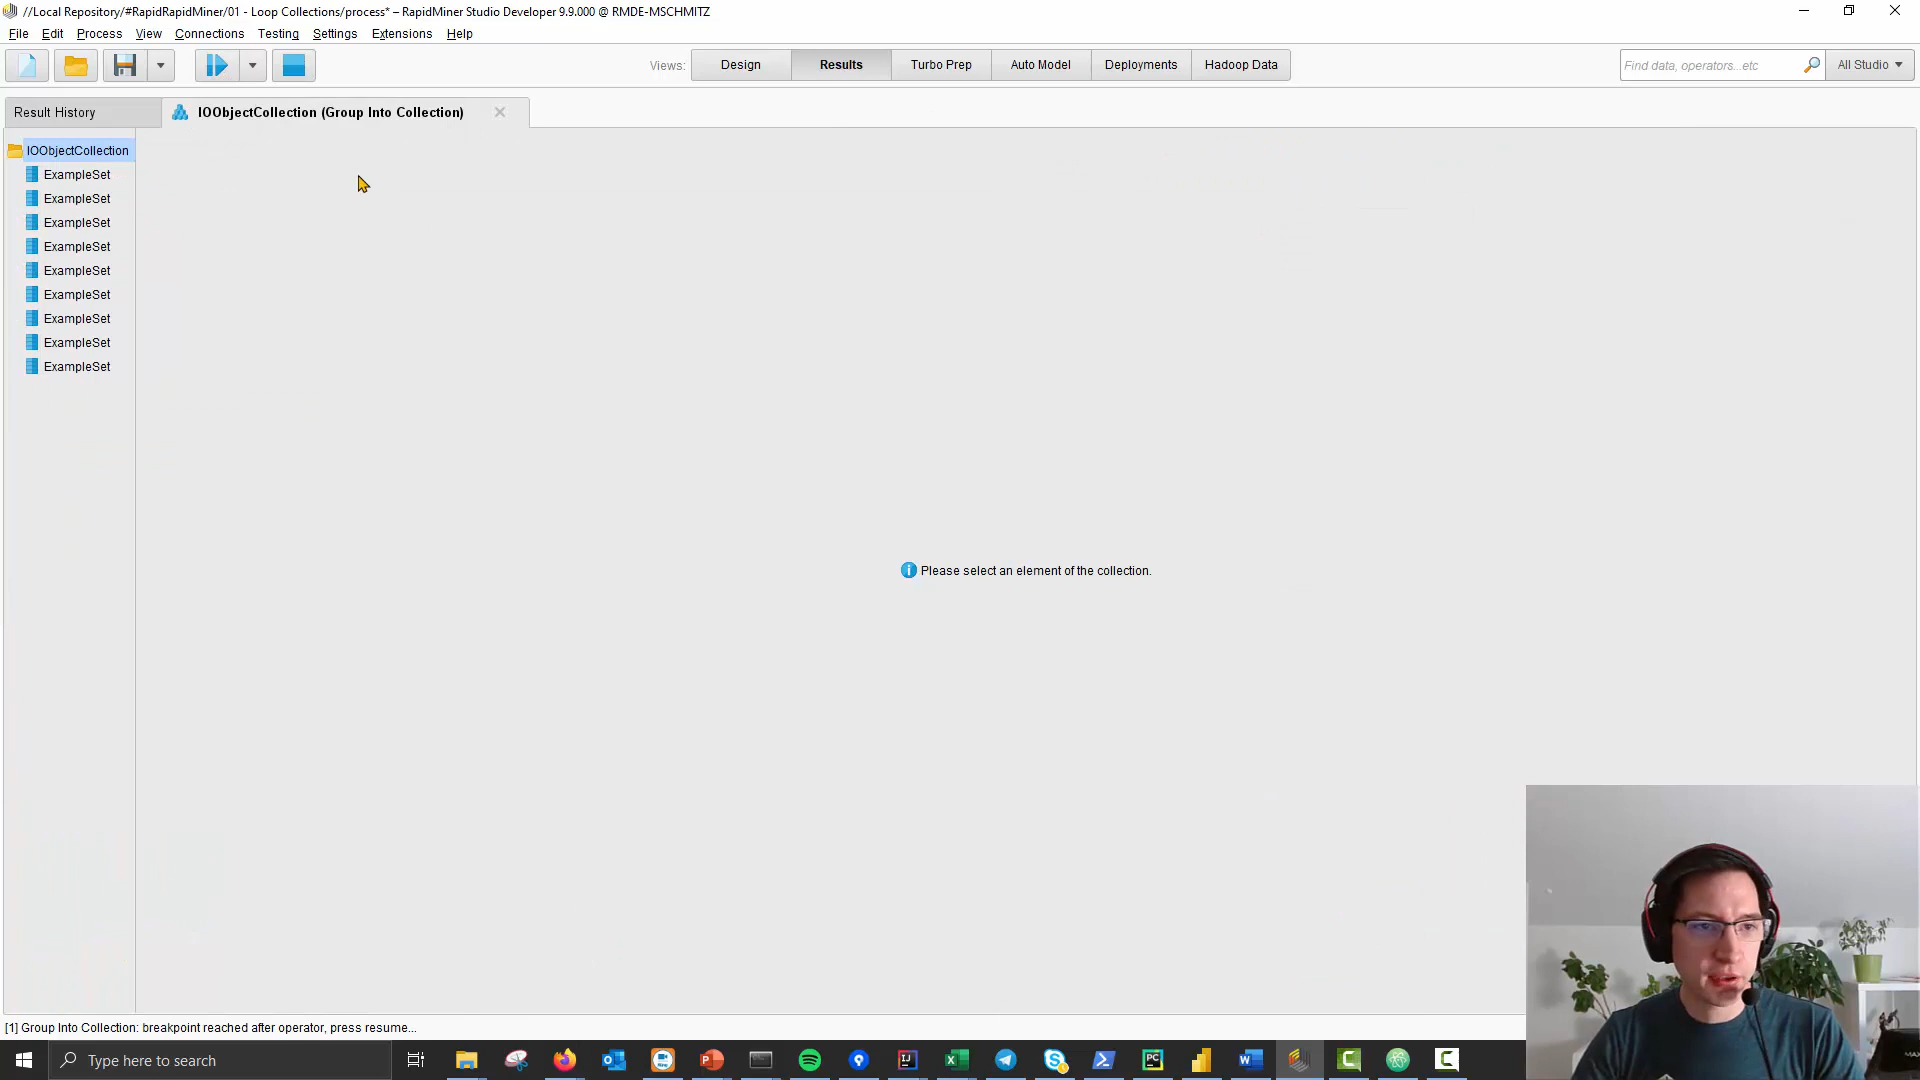 //Local Repository/#RapidRapidMiner/01 - Loop Collections/process* – RapidMiner Studio Developer 9.9.000 @ RMDE-MSCHMITZ
File Edit Process View Connections Testing Settings Extensions Help
Views: Design Results Turbo Prep Auto Model Deployments Hadoop Data Find data, operators...etc All Studio
Result History IOObjectCollection (Group Into Collection)
IOObjectCollection
ExampleSet
ExampleSet
ExampleSet
ExampleSet
ExampleSet
ExampleSet
ExampleSet
ExampleSet
ExampleSet
Please select an element of the collection.
[1] Group Into Collection: breakpoint reached after operator, press resume...
Type here to search